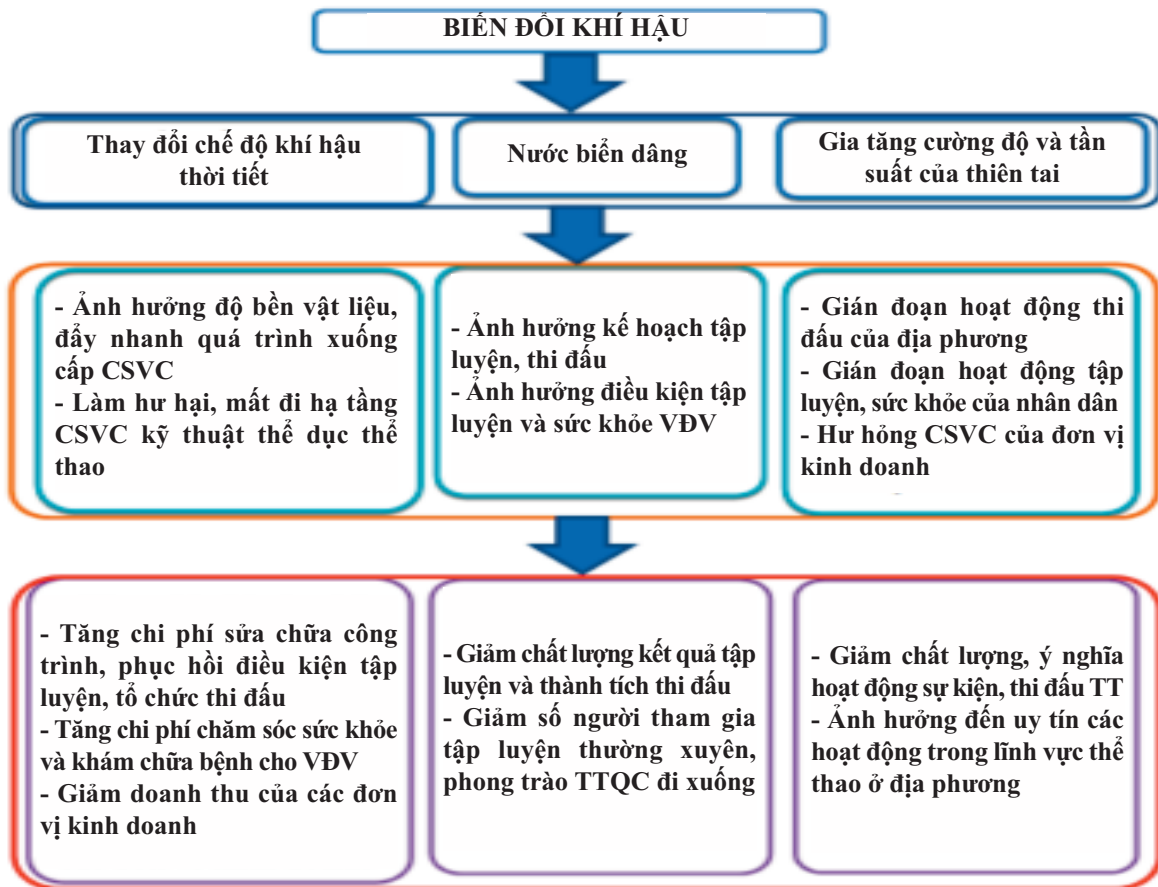 BIẾN ĐỔI KHÍ HẬU
Thay đổi chế độ khí hậu
thời tiết
Nước biển dâng
Gia tăng cường độ và tần
suất của thiên tai
- Ảnh hưởng độ bền vật liệu,
đẩy nhanh quá trình xuống
cấp CSVC
- Làm hư hại, mất đi hạ tầng
CSVC kỹ thuật thể dục thể
thao
- Ảnh hưởng kế hoạch tập
luyện, thi đấu
- Ảnh hưởng điều kiện tập
luyện và sức khỏe VĐV
- Gián đoạn hoạt động thi
đấu của địa phương
- Gián đoạn hoạt động tập
luyện, sức khỏe của nhân dân
- Hư hỏng CSVC của đơn vị
kinh doanh
- Tăng chi phí sửa chữa công
trình, phục hồi điều kiện tập
luyện, tổ chức thi đấu
- Tăng chi phí chăm sóc sức khỏe
và khám chữa bệnh cho VĐV
- Giảm doanh thu của các đơn
vị kinh doanh
- Giảm chất lượng kết quả tập
luyện và thành tích thi đấu
- Giảm số người tham gia
tập luyện thường xuyên,
phong trào TTQC đi xuống
- Giảm chất lượng, ý nghĩa
hoạt động sự kiện, thi đấu TT
- Ảnh hưởng đến uy tín các
hoạt động trong lĩnh vực thể
thao ở địa phương